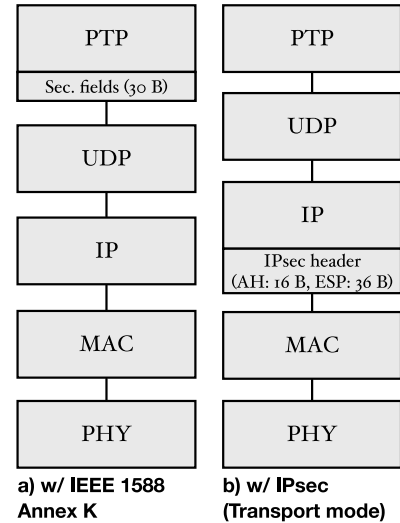 PTP
Sec. fields (30 B)
UDP
IP
MAC
PHY
a) w/ IEEE 1588
Annex K
PTP
UDP
IP
IPsec header
(AH: 16 B, ESP: 36 B)
MAC
PHY
b) w/ IPsec
(Transport mode)